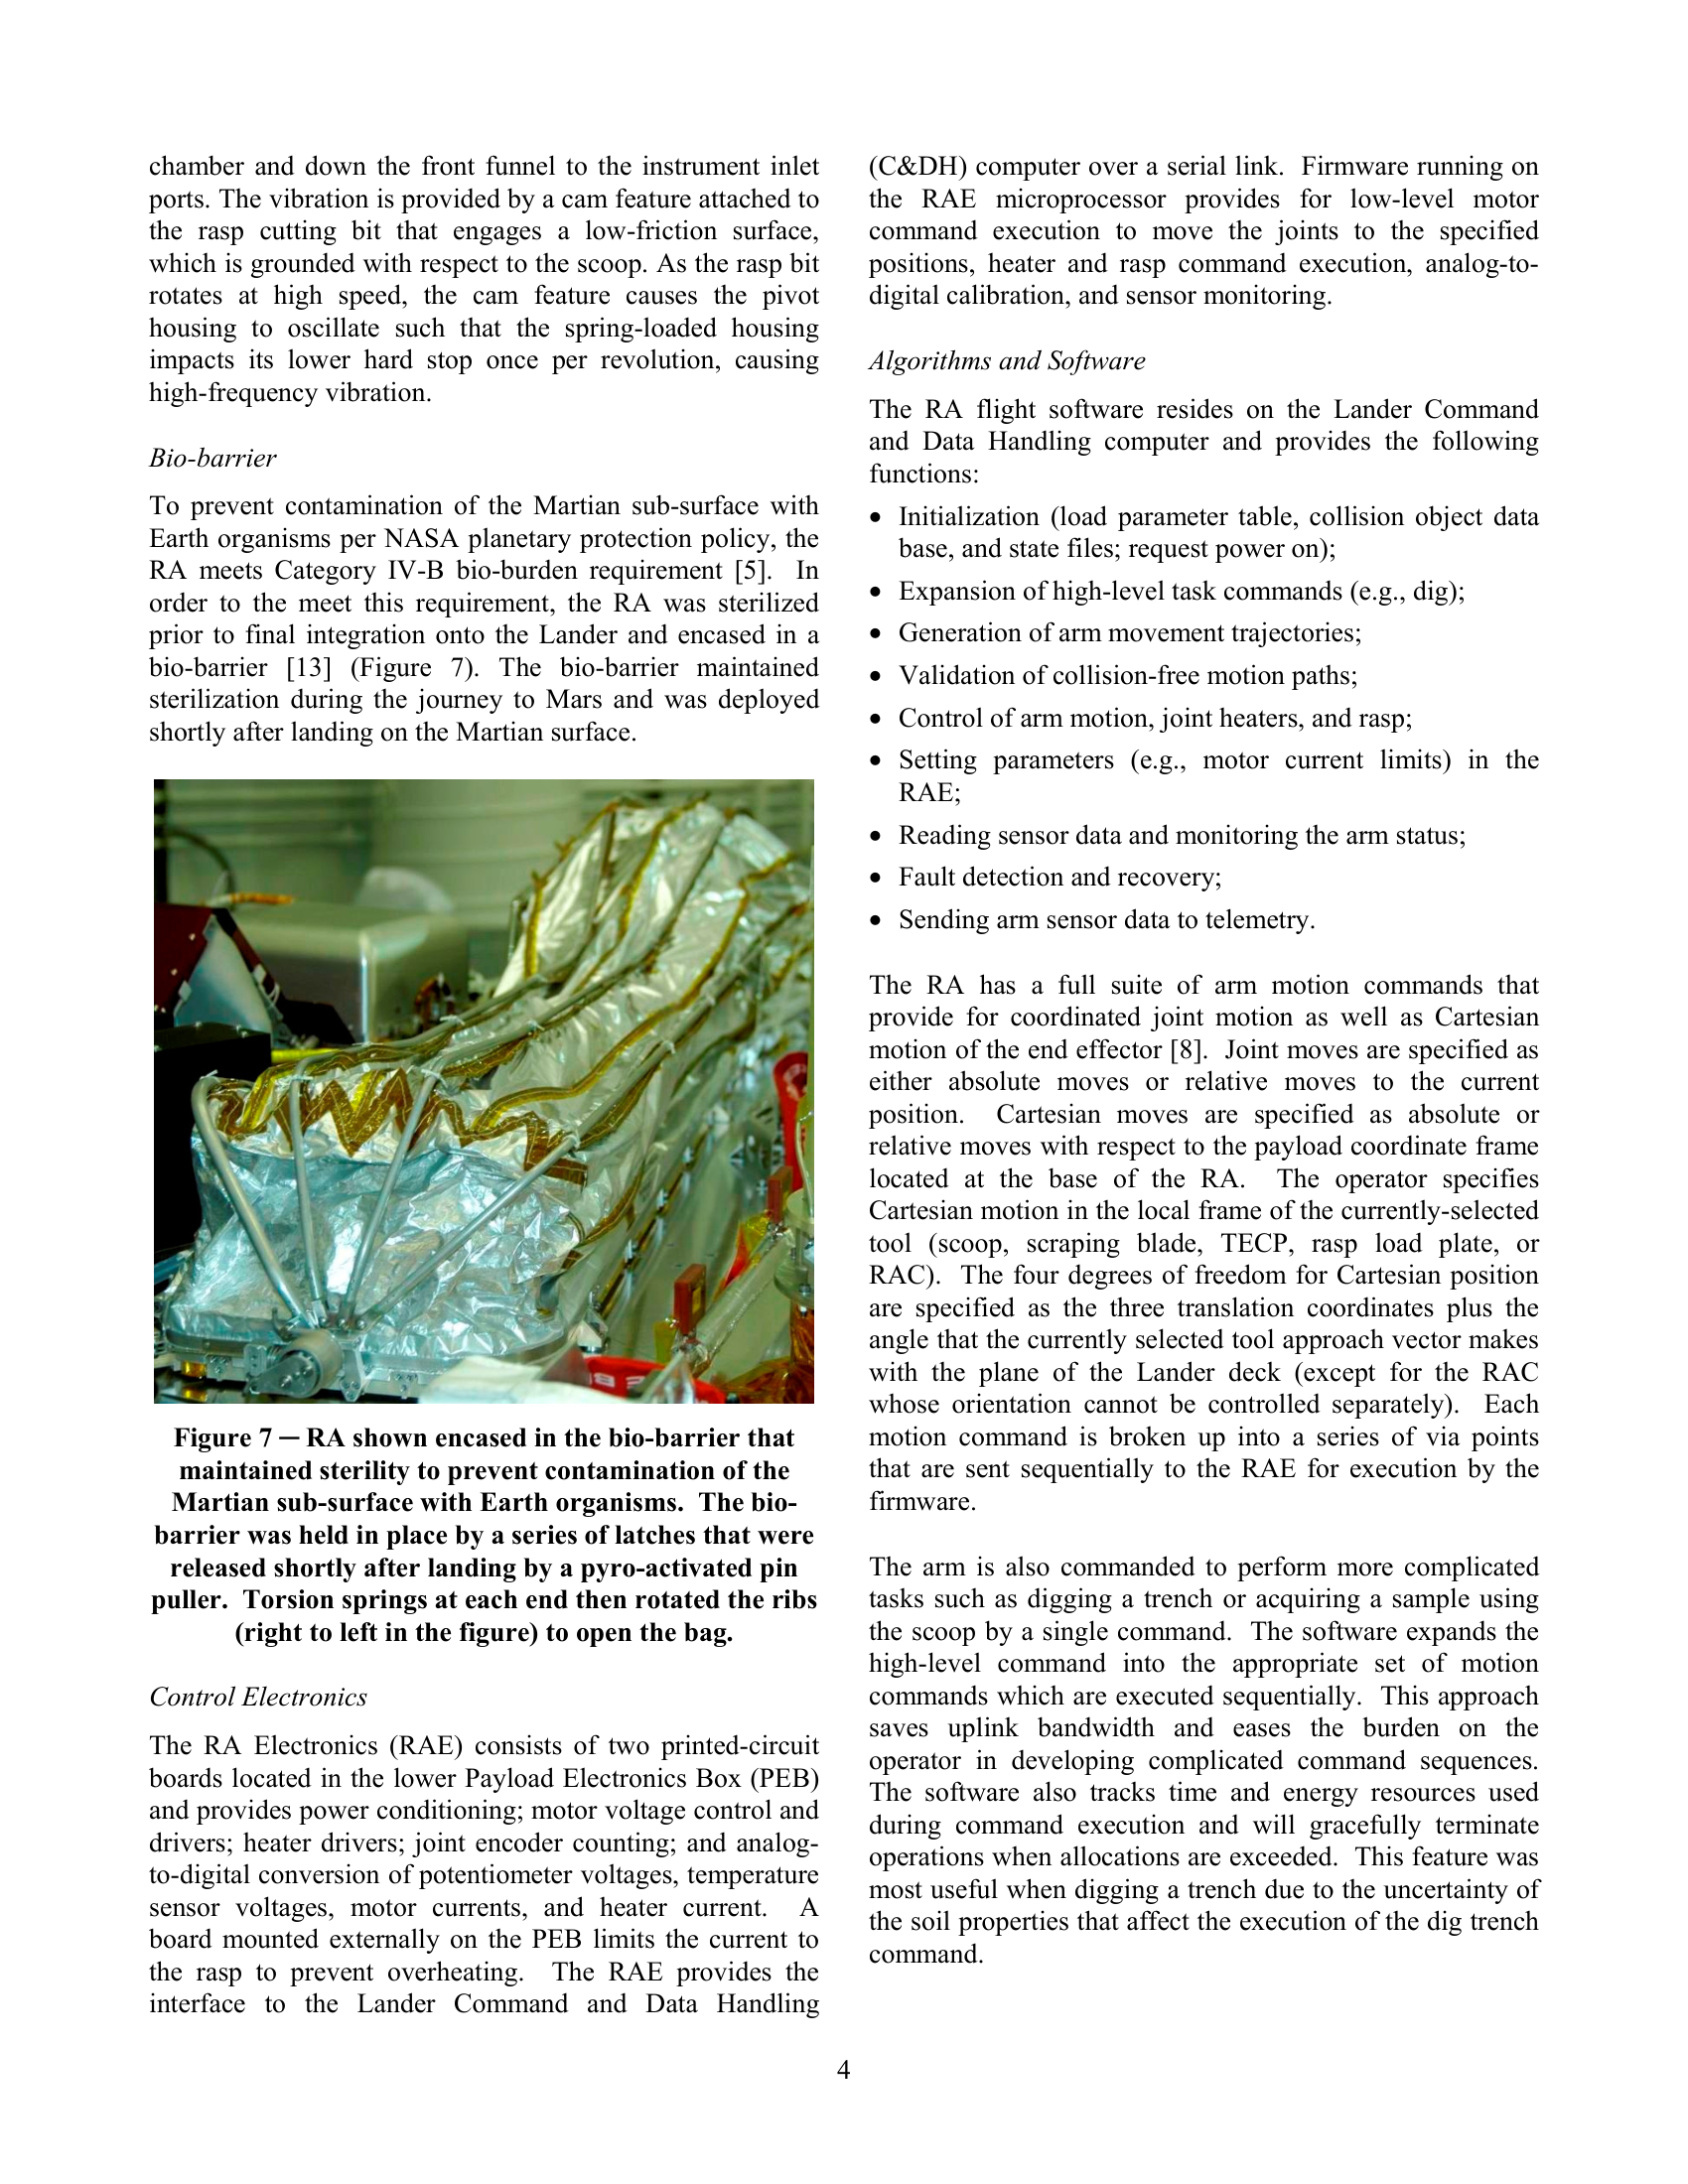 chamber and down the front funnel to the instrument inlet
ports. The vibration is provided by a cam feature attached to
the rasp cutting bit that engages a low-friction surface,
which is grounded with respect to the scoop. As the rasp bit
rotates at high speed, the cam feature causes the pivot
housing to oscillate such that the spring-loaded housing
impacts its lower hard stop once per revolution, causing
high-frequency vibration.
Bio-barrier
To prevent contamination of the Martian sub-surface with
Earth organisms per NASA planetary protection policy, the
RA meets Category IV-B bio-burden requirement [5]. In
order to the meet this requirement, the RA was sterilized
prior to final integration onto the Lander and encased in a
bio-barrier [13] (Figure 7). The bio-barrier maintained
sterilization during the journey to Mars and was deployed
shortly after landing on the Martian surface.
Figure 7 — RA shown encased in the bio-barrier that
maintained sterility to prevent contamination of the
Martian sub-surface with Earth organisms. The bio-
barrier was held in place by a series of latches that were
released shortly after landing by a pyro-activated pin
puller. Torsion springs at each end then rotated the ribs
(right to left in the figure) to open the bag.
Control Electronics
The RA Electronics (RAE) consists of two printed-circuit
boards located in the lower Payload Electronics Box (PEB)
and provides power conditioning; motor voltage control and
drivers; heater drivers; joint encoder counting; and analog-
to-digital conversion of potentiometer voltages, temperature
sensor voltages, motor currents, and heater current. A
board mounted externally on the PEB limits the current to
the rasp to prevent overheating. The RAE provides the
interface to the Lander Command and Data Handling
(C&DH) computer over a serial link. Firmware running on
the RAE microprocessor provides for low-level motor
command execution to move the joints to the specified
positions, heater and rasp command execution, analog-to-
digital calibration, and sensor monitoring.
Algorithms and Software
The RA flight software resides on the Lander Command
and Data Handling computer and provides the following
functions:
• Initialization (load parameter table, collision object data
base, and state files; request power on);
• Expansion of high-level task commands (e.g., dig);
• Generation of arm movement trajectories;
• Validation of collision-free motion paths;
• Control of arm motion, joint heaters, and rasp;
• Setting parameters (e.g., motor current limits) in the
RAE;
• Reading sensor data and monitoring the arm status;
• Fault detection and recovery;
• Sending arm sensor data to telemetry.
The RA has a full suite of arm motion commands that
provide for coordinated joint motion as well as Cartesian
motion of the end effector [8]. Joint moves are specified as
either absolute moves or relative moves to the current
position. Cartesian moves are specified as absolute or
relative moves with respect to the payload coordinate frame
located at the base of the RA. The operator specifies
Cartesian motion in the local frame of the currently-selected
tool (scoop, scraping blade, TECP, rasp load plate, or
RAC). The four degrees of freedom for Cartesian position
are specified as the three translation coordinates plus the
angle that the currently selected tool approach vector makes
with the plane of the Lander deck (except for the RAC
whose orientation cannot be controlled separately). Each
motion command is broken up into a series of via points
that are sent sequentially to the RAE for execution by the
firmware.
The arm is also commanded to perform more complicated
tasks such as digging a trench or acquiring a sample using
the scoop by a single command. The software expands the
high-level command into the appropriate set of motion
commands which are executed sequentially. This approach
saves uplink bandwidth and eases the burden on the
operator in developing complicated command sequences.
The software also tracks time and energy resources used
during command execution and will gracefully terminate
operations when allocations are exceeded. This feature was
most useful when digging a trench due to the uncertainty of
the soil properties that affect the execution of the dig trench
command.
4